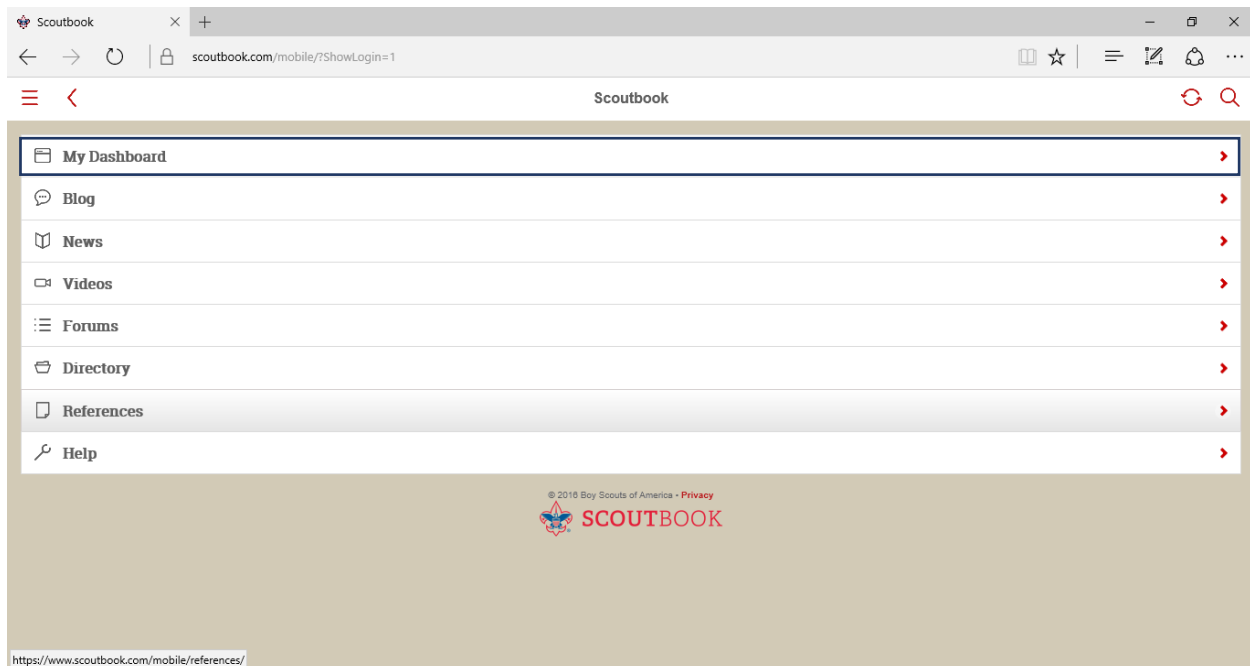 Scoutbook
scoutbook.com/mobile/?ShowLogin=1
Scoutbook
My Dashboard
Blog
News
Videos
Forums
Directory
References
Help
© 2016 Boy Scouts of America - Privacy
SCOUTBOOK
https://www.scoutbook.com/mobile/references/